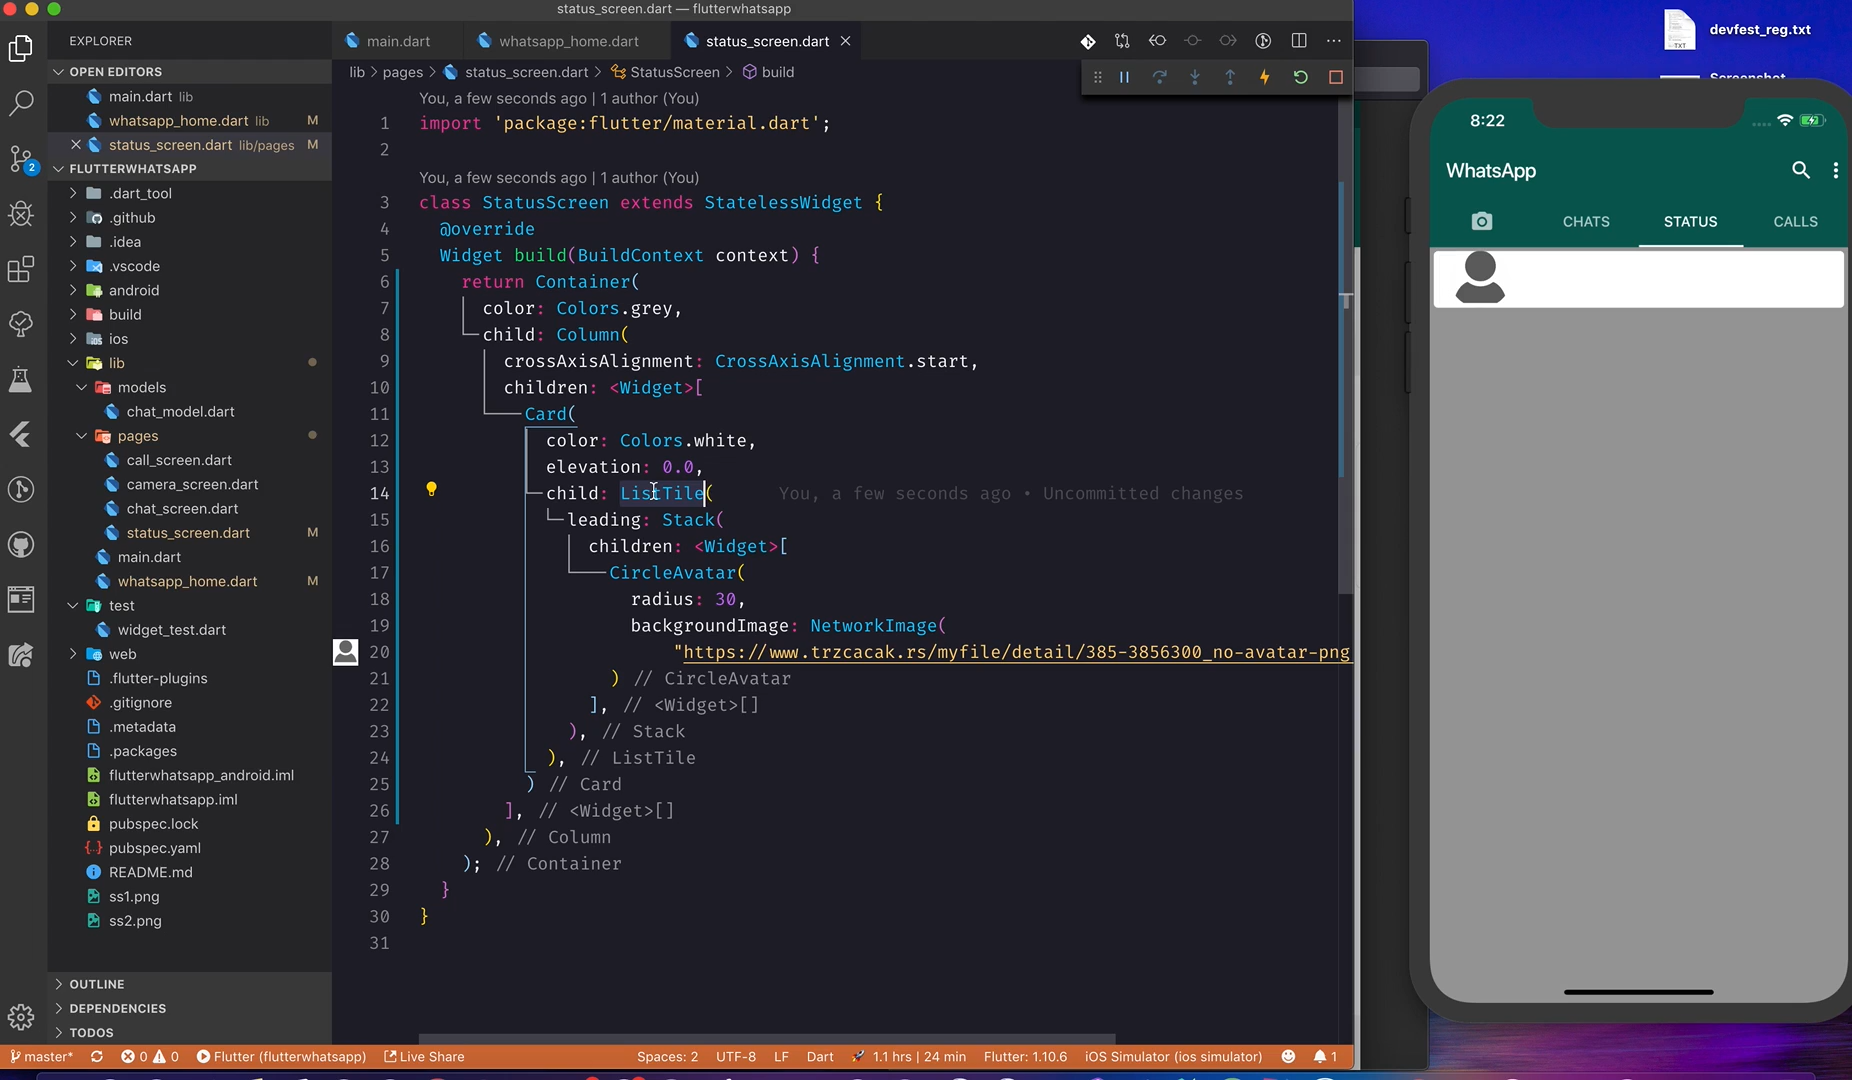 status_screen.dart — flutterwhatsapp
devfest_reg.txt
TXT
EXPLORER
main.dart
whatsapp_home.dart
status_screen.dart
OPEN EDITORS
lib > pages > status_screen.dart > StatusScreen > build
main.dart lib
whatsapp_home.dart lib M
status_screen.dart lib/pages M
FLUTTERWHATSAPP
.dart_tool
.github
.idea
.vscode
android
build
ios
lib
models
chat_model.dart
pages
call_screen.dart
camera_screen.dart
chat_screen.dart
status_screen.dart M
main.dart
whatsapp_home.dart M
test
widget_test.dart
web
.flutter-plugins
.gitignore
.metadata
.packages
flutterwhatsapp_android.iml
flutterwhatsapp.iml
pubspec.lock
pubspec.yaml
README.md
ss1.png
ss2.png
OUTLINE
DEPENDENCIES
TODOS
2
You, a few seconds ago | 1 author (You)
1 import 'package:flutter/material.dart';
2
You, a few seconds ago | 1 author (You)
3 class StatusScreen extends StatelessWidget {
4 @override
5 Widget build(BuildContext context) {
6 return Container(
7 color: Colors.grey,
8 child: Column(
9 crossAxisAlignment: CrossAxisAlignment.start,
10 children: <Widget>[
11 Card(
12 color: Colors.white,
13 elevation: 0.0,
14 child: ListTile( You, a few seconds ago • Uncommitted changes
15 leading: Stack(
16 children: <Widget>[
17 CircleAvatar(
18 radius: 30,
19 backgroundImage: NetworkImage(
20 "https://www.trzcacak.rs/myfile/detail/385-3856300_no-avatar-png
21 ) // CircleAvatar
22 ], // <Widget>[]
23 ), // Stack
24 ), // ListTile
25 ) // Card
26 ], // <Widget>[]
27 ), // Column
28 ); // Container
29 }
30 }
31
8:22
WhatsApp
CHATS STATUS CALLS
master* 0 0 Flutter (flutterwhatsapp) Live Share Spaces: 2 UTF-8 LF Dart 1.1 hrs | 24 min Flutter: 1.10.6 iOS Simulator (ios simulator) 1